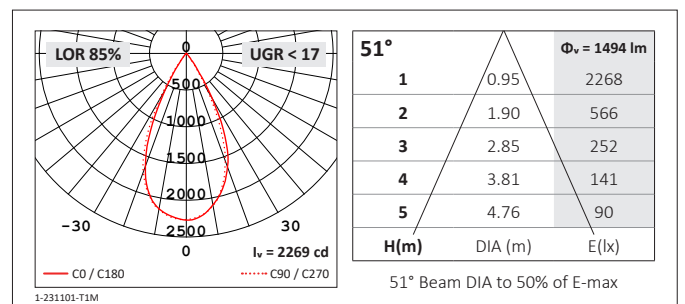 LOR 85%
0
UGR < 17
500
1000
1500
2000
2500
-30
30
0
Iᵥ = 2269 cd
C0 / C180
C90 / C270
1-231101-T1M
51°
Φᵥ = 1494 lm
1 0.95 2268
2 1.90 566
3 2.85 252
4 3.81 141
5 4.76 90
H(m) DIA (m) E(lx)
51° Beam DIA to 50% of E-max